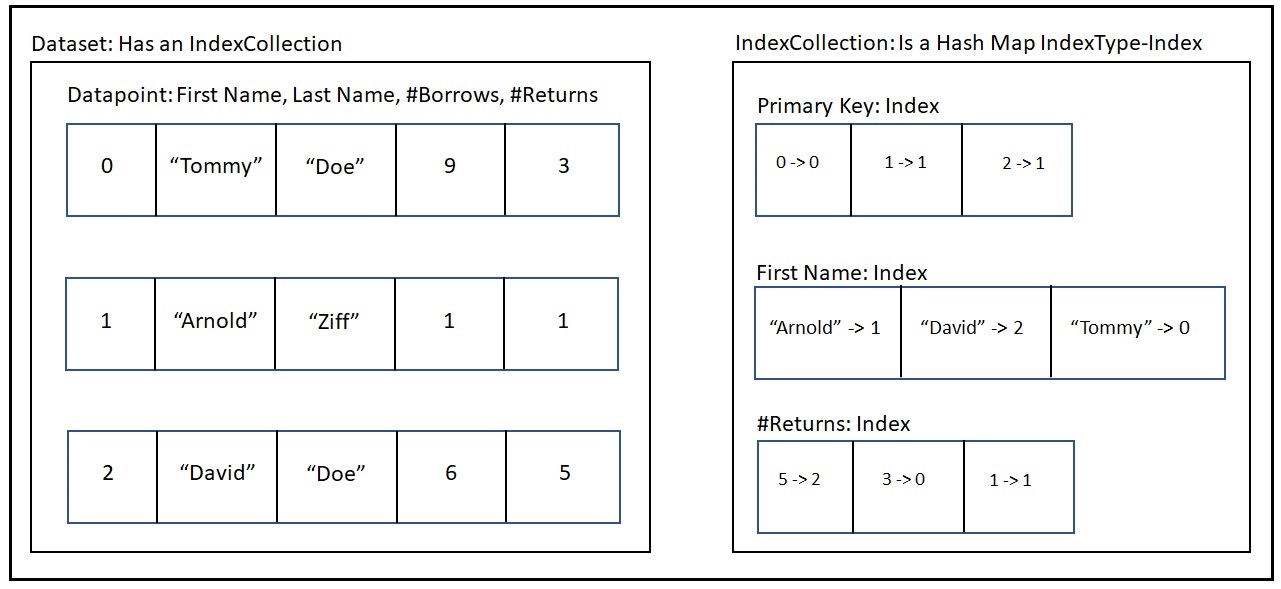 Dataset: Has an IndexCollection
Datapoint: First Name, Last Name, #Borrows, #Returns
0 “Tommy” “Doe” 9 3
1 “Arnold” “Ziff” 1 1
2 “David” “Doe” 6 5
IndexCollection: Is a Hash Map IndexType-Index
Primary Key: Index
0 -> 0 1 -> 1 2 -> 1
First Name: Index
“Arnold” -> 1 “David” -> 2 “Tommy” -> 0
#Returns: Index
5 -> 2 3 -> 0 1 -> 1